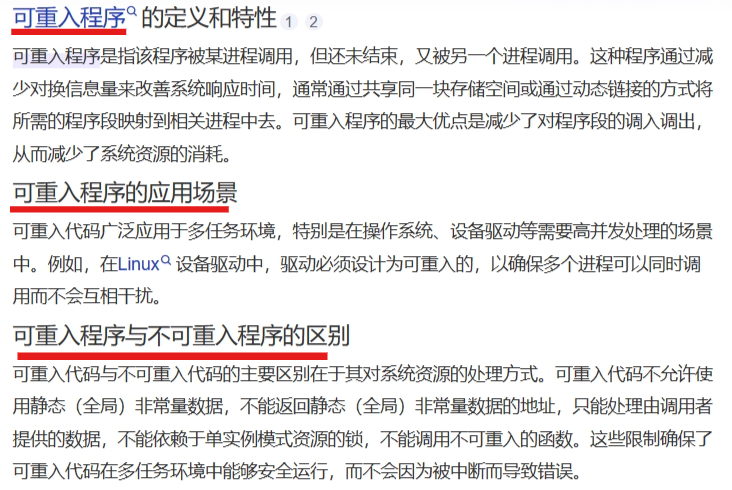 可重入程序 的定义和特性 1 2
可重入程序是指该程序被某进程调用，但还未结束，又被另一个进程调用。这种程序通过减
少对换信息量来改善系统响应时间，通常通过共享同一块存储空间或通过动态链接的方式将
所需的程序段映射到相关进程中去。可重入程序的最大优点是减少了对程序段的调入调出，
从而减少了系统资源的消耗。
可重入程序的应用场景
可重入代码广泛应用于多任务环境，特别是在操作系统、设备驱动等需要高并发处理的场景
中。例如，在Linux 设备驱动中，驱动必须设计为可重入的，以确保多个进程可以同时调
用而不会互相干扰。
可重入程序与不可重入程序的区别
可重入代码与不可重入代码的主要区别在于其对系统资源的处理方式。可重入代码不允许使
用静态（全局）非常量数据，不能返回静态（全局）非常量数据的地址，只能处理由调用者
提供的数据，不能依赖于单实例模式资源的锁，不能调用不可重入的函数。这些限制确保了
可重入代码在多任务环境中能够安全运行，而不会因为被中断而导致错误。